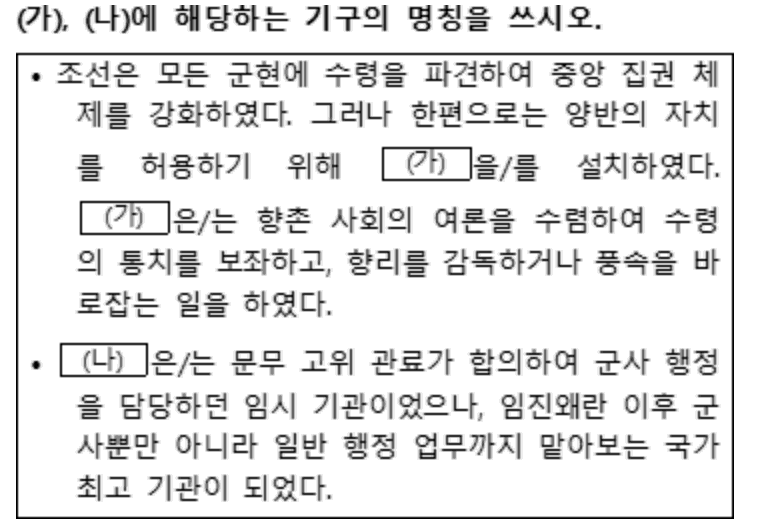 (가), (나)에 해당하는 기구의 명칭을 쓰시오.
• 조선은 모든 군현에 수령을 파견하여 중앙 집권 체
제를 강화하였다. 그러나 한편으로는 양반의 자치
를 허용하기 위해 (가) 을/를 설치하였다.
(가) 은/는 향촌 사회의 여론을 수렴하여 수령
의 통치를 보좌하고, 향리를 감독하거나 풍속을 바
로잡는 일을 하였다.
• (나) 은/는 문무 고위 관료가 합의하여 군사 행정
을 담당하던 임시 기관이었으나, 임진왜란 이후 군
사뿐만 아니라 일반 행정 업무까지 맡아보는 국가
최고 기관이 되었다.